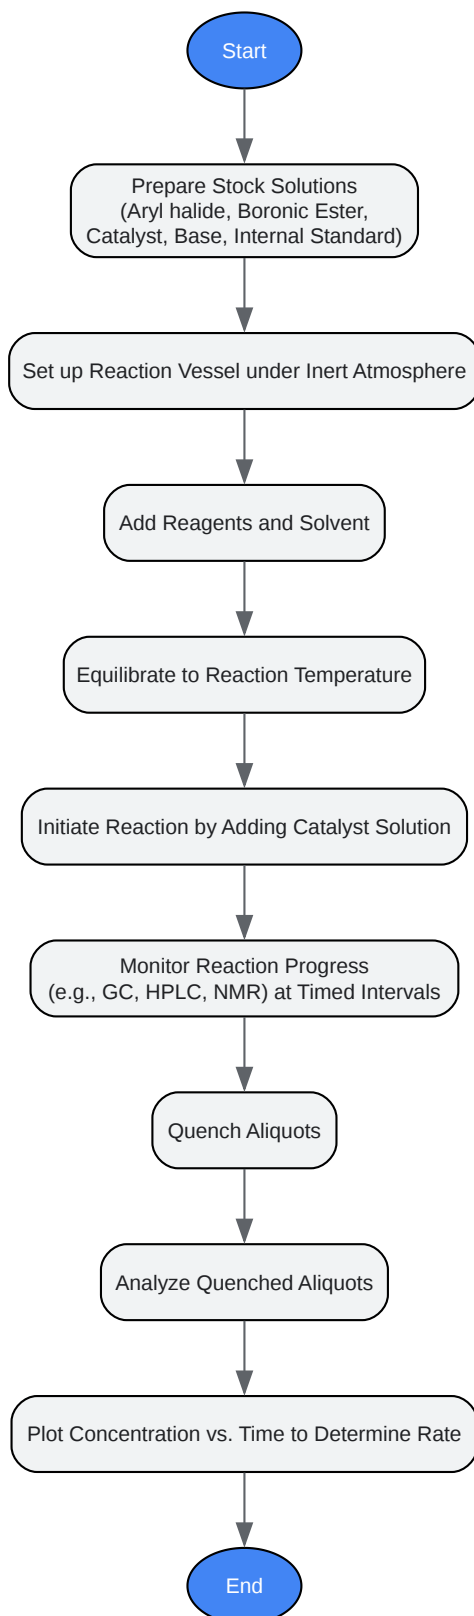 Start
Prepare Stock Solutions
(Aryl halide, Boronic Ester,
Catalyst, Base, Internal Standard)
Set up Reaction Vessel under Inert Atmosphere
Add Reagents and Solvent
Equilibrate to Reaction Temperature
Initiate Reaction by Adding Catalyst Solution
Monitor Reaction Progress
(e.g., GC, HPLC, NMR) at Timed Intervals
Quench Aliquots
Analyze Quenched Aliquots
Plot Concentration vs. Time to Determine Rate
End